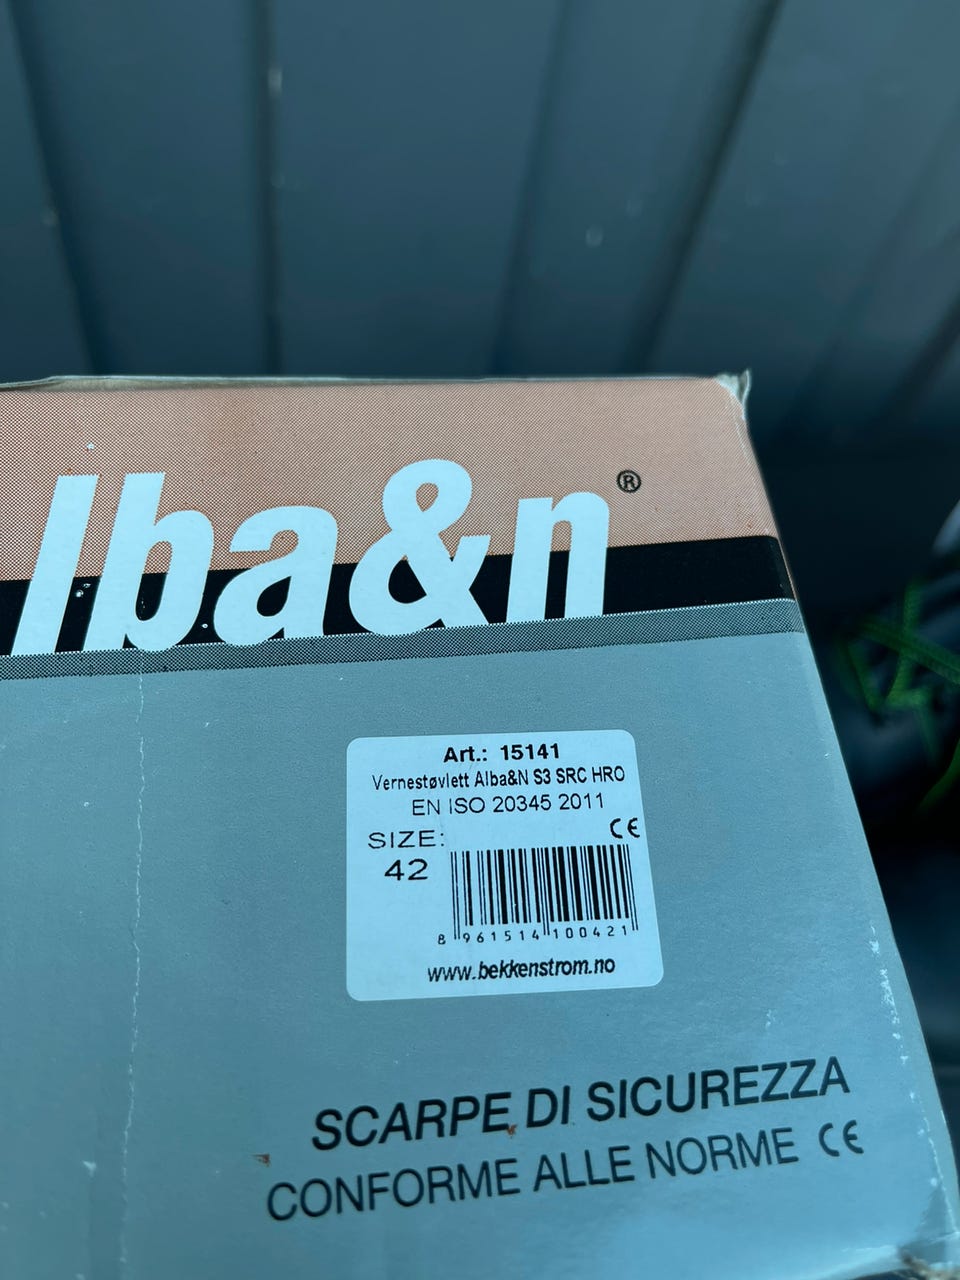 lba&n®
Art.: 15141
Vernestøvlett Alba&N S3 SRC HRO
EN ISO 20345 2011
SIZE: CE
42
8 961514 100421
www.bekkenstrom.no
SCARPE DI SICUREZZA
CONFORME ALLE NORME CE